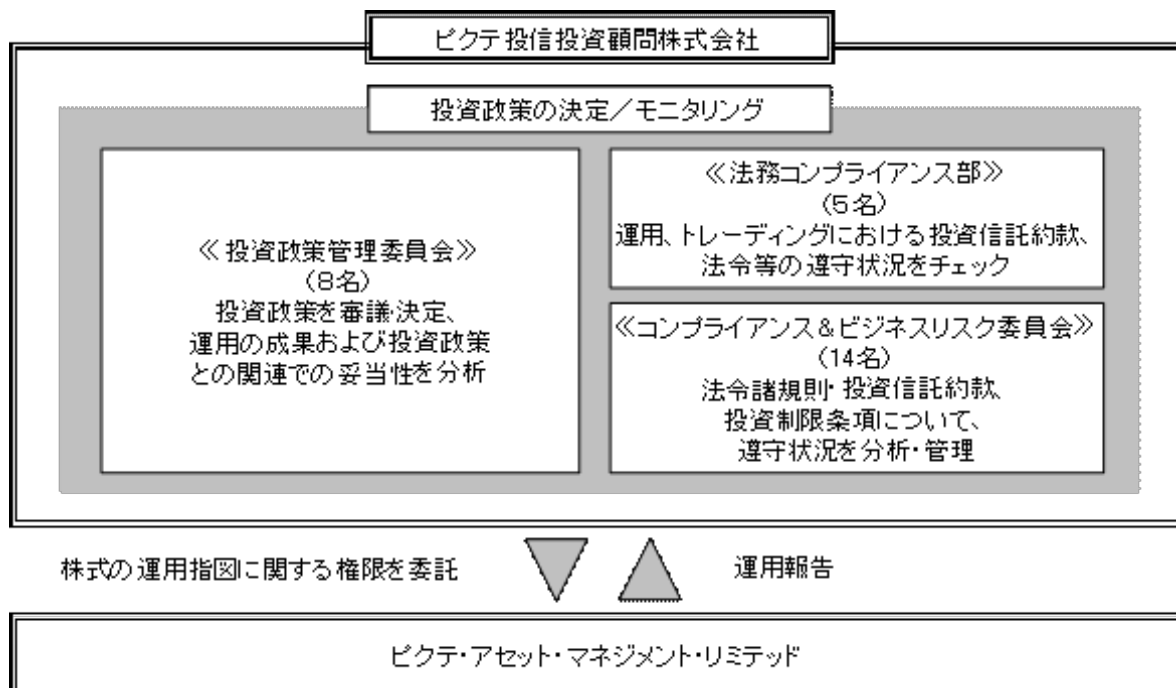 ピクテ投信投資顧問株式会社
投資政策の決定／モニタリング
≪投資政策管理委員会≫
(8名)
投資政策を審議・決定、
運用の成果および投資政策
との関連での妥当性を分析
≪法務コンプライアンス部≫
(5名)
運用、トレーディングにおける投資信託約款、
法令等の遵守状況をチェック
≪コンプライアンス＆ビジネスリスク委員会≫
(14名)
法令諸規則・投資信託約款、
投資制限条項について、
遵守状況を分析・管理
株式の運用指図に関する権限を委託
運用報告
ピクテ・アセット・マネジメント・リミテッド